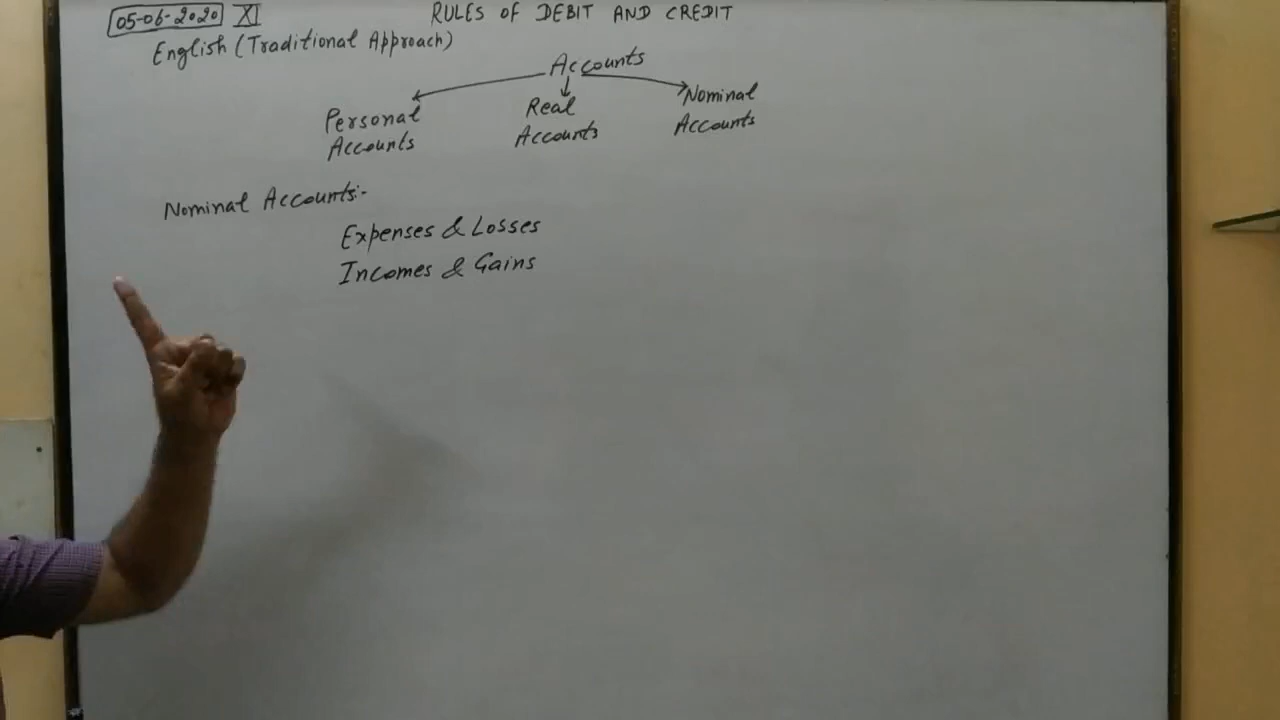 05-06-2020 XI RULES OF DEBIT AND CREDIT
English (Traditional Approach)
Accounts
Personal Accounts
Real Accounts
Nominal Accounts
Nominal Accounts:-
Expenses & Losses
Incomes & Gains